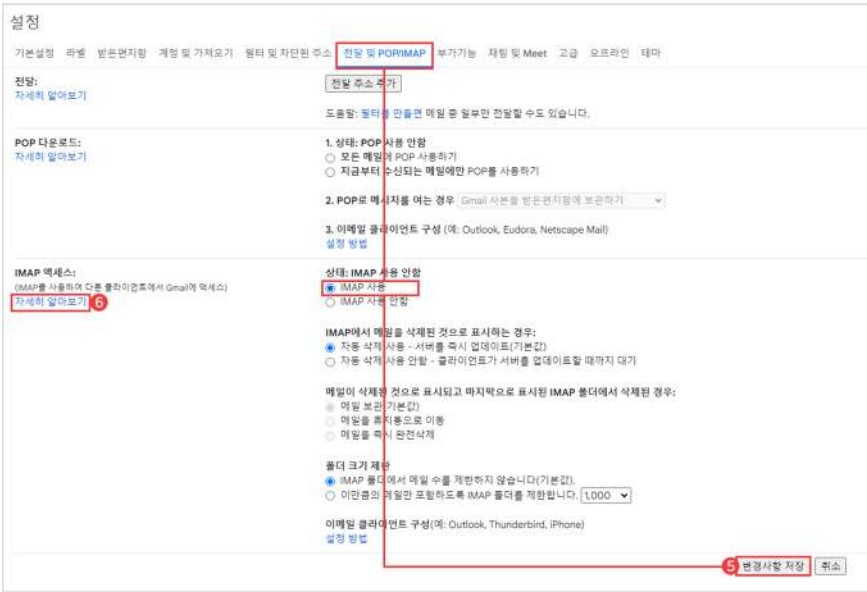 설정
기본설정 라벨 받은편지함 계정 및 가져오기 필터 및 차단된 주소 전달 및 POP/IMAP 부가기능 채팅 및 Meet 고급 오프라인 테마
전달:
자세히 알아보기
전달 주소 추가
도움말: 필터를 만들면 메일 중 일부만 전달할 수도 있습니다.
POP 다운로드:
자세히 알아보기
1. 상태: POP 사용 안함
모든 메일에 POP 사용하기
지금부터 수신되는 메일에만 POP를 사용하기
2. POP로 메시지를 여는 경우 Gmail 사본을 받은편지함에 보관하기
3. 이메일 클라이언트 구성 (예: Outlook, Eudora, Netscape Mail)
설정 방법
IMAP 액세스:
(IMAP를 사용하여 다른 클라이언트에서 Gmail에 액세스)
자세히 알아보기 6
상태: IMAP 사용 안함
IMAP 사용
IMAP 사용 안함
IMAP에서 메일을 삭제된 것으로 표시하는 경우:
자동 삭제 사용 - 서버를 즉시 업데이트(기본값)
자동 삭제 사용 안함 - 클라이언트가 서버를 업데이트할 때까지 대기
메일이 삭제된 것으로 표시되고 마지막으로 표시된 IMAP 폴더에서 삭제된 경우:
메일 보관(기본값)
메일을 휴지통으로 이동
메일을 즉시 완전삭제
폴더 크기 제한
IMAP 폴더에서 메일 수를 제한하지 않습니다(기본값).
이만큼의 메일만 포함하도록 IMAP 폴더를 제한합니다. 1,000
이메일 클라이언트 구성(예: Outlook, Thunderbird, iPhone)
설정 방법
5 변경사항 저장 취소